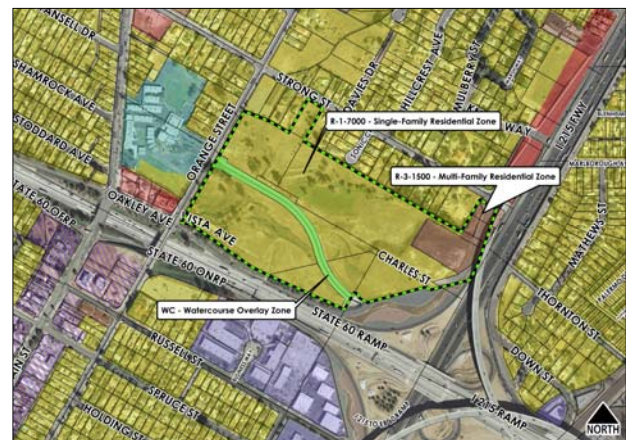 ANSELL DR
SHAMROCK AVE
STODDARD AVE
STATE 60 OFRP
OAKLEY AVE
STATE 60 ONRP
ORANGE STREET
STRONG ST
DAVIES DR
HILLCREST AVE
MULBERRY ST
WAY
I 215 FWY
R-1-7000 - Single-Family Residential Zone
R-3-1500 - Multi-Family Residential Zone
VISTA AVE
CHARLES ST
WC - Watercourse Overlay Zone
STATE 60 RAMP
RUSSELL ST
SPRUCE ST
HOLDING ST
IN ST
MATHEWS ST
THORNTON ST
DOWN ST
I 215 RAMP
NORTH